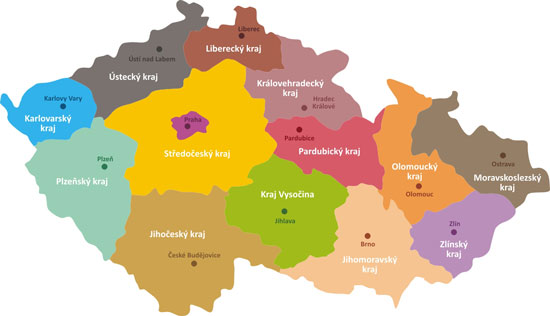 Liberec
Liberecký kraj
Ústí nad Labem
Ústecký kraj
Královehradecký
kraj
Hradec
Králové
Karlovy Vary
Karlovarský
kraj
Praha
Středočeský kraj
Pardubice
Pardubický kraj
Plzeň
Plzeňský kraj
Olomoucký
kraj
Olomouc
Ostrava
Moravskoslezský
kraj
Kraj Vysočina
Jihlava
Jihočeský kraj
České Budějovice
Brno
Jihomoravský
kraj
Zlín
Zlínský
kraj